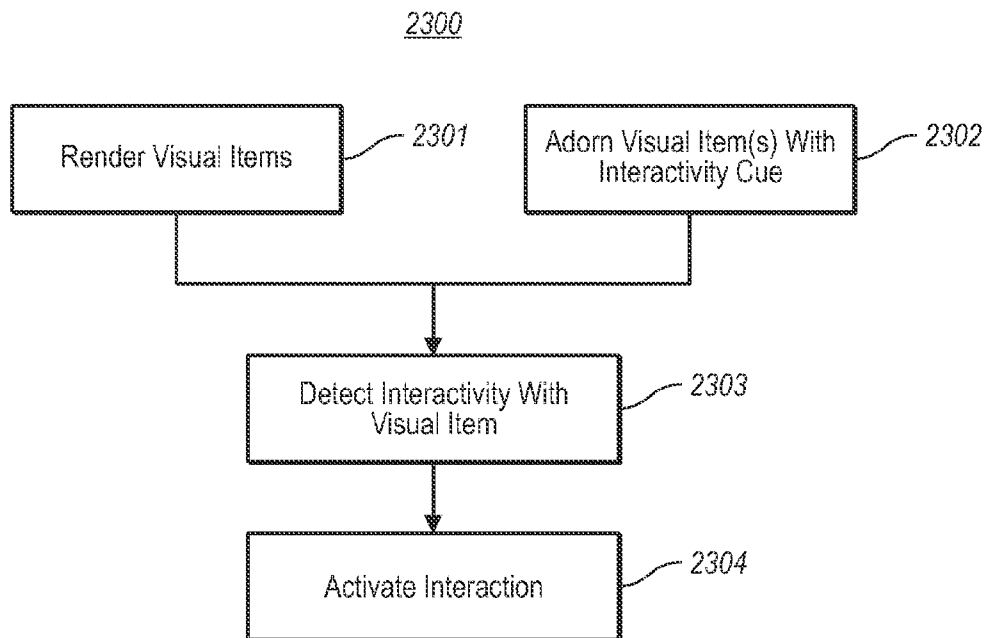 2300
Render Visual Items
2301
Adorn Visual Item(s) With
Interactivity Cue
2302
Detect Interactivity With
Visual Item
2303
Activate Interaction
2304